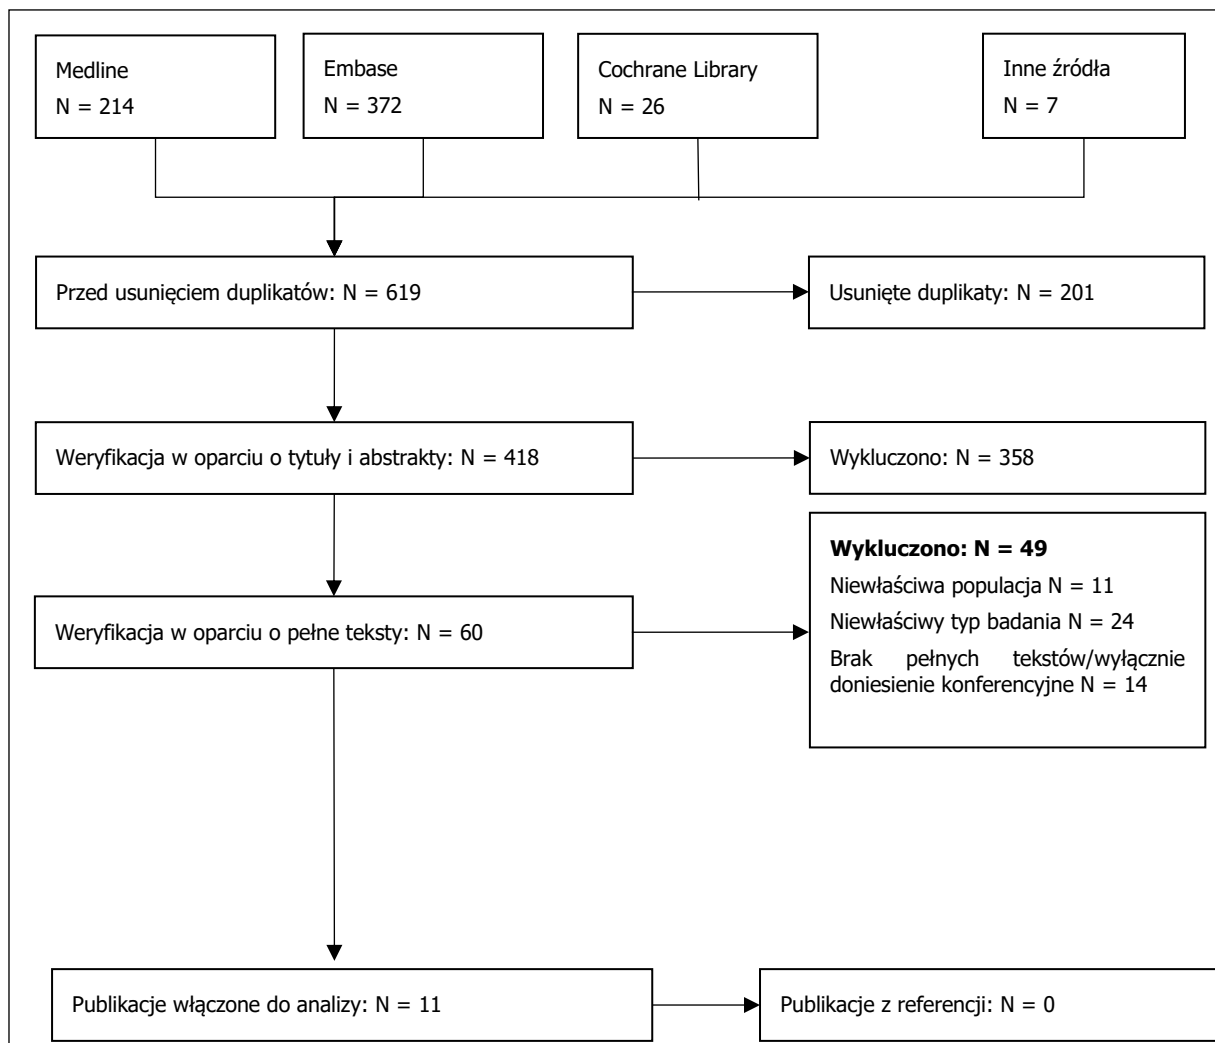 Medline
N = 214
Embase
N = 372
Cochrane Library
N = 26
Inne źródła
N = 7
Przed usunięciem duplikatów: N = 619
Usunięte duplikaty: N = 201
Weryfikacja w oparciu o tytuły i abstrakty: N = 418
Wykluczono: N = 358
Weryfikacja w oparciu o pełne teksty: N = 60
Wykluczono: N = 49
Niewłaściwa populacja N = 11
Niewłaściwy typ badania N = 24
Brak pełnych tekstów/wyłącznie
doniesienie konferencyjne N = 14
Publikacje włączone do analizy: N = 11
Publikacje z referencji: N = 0